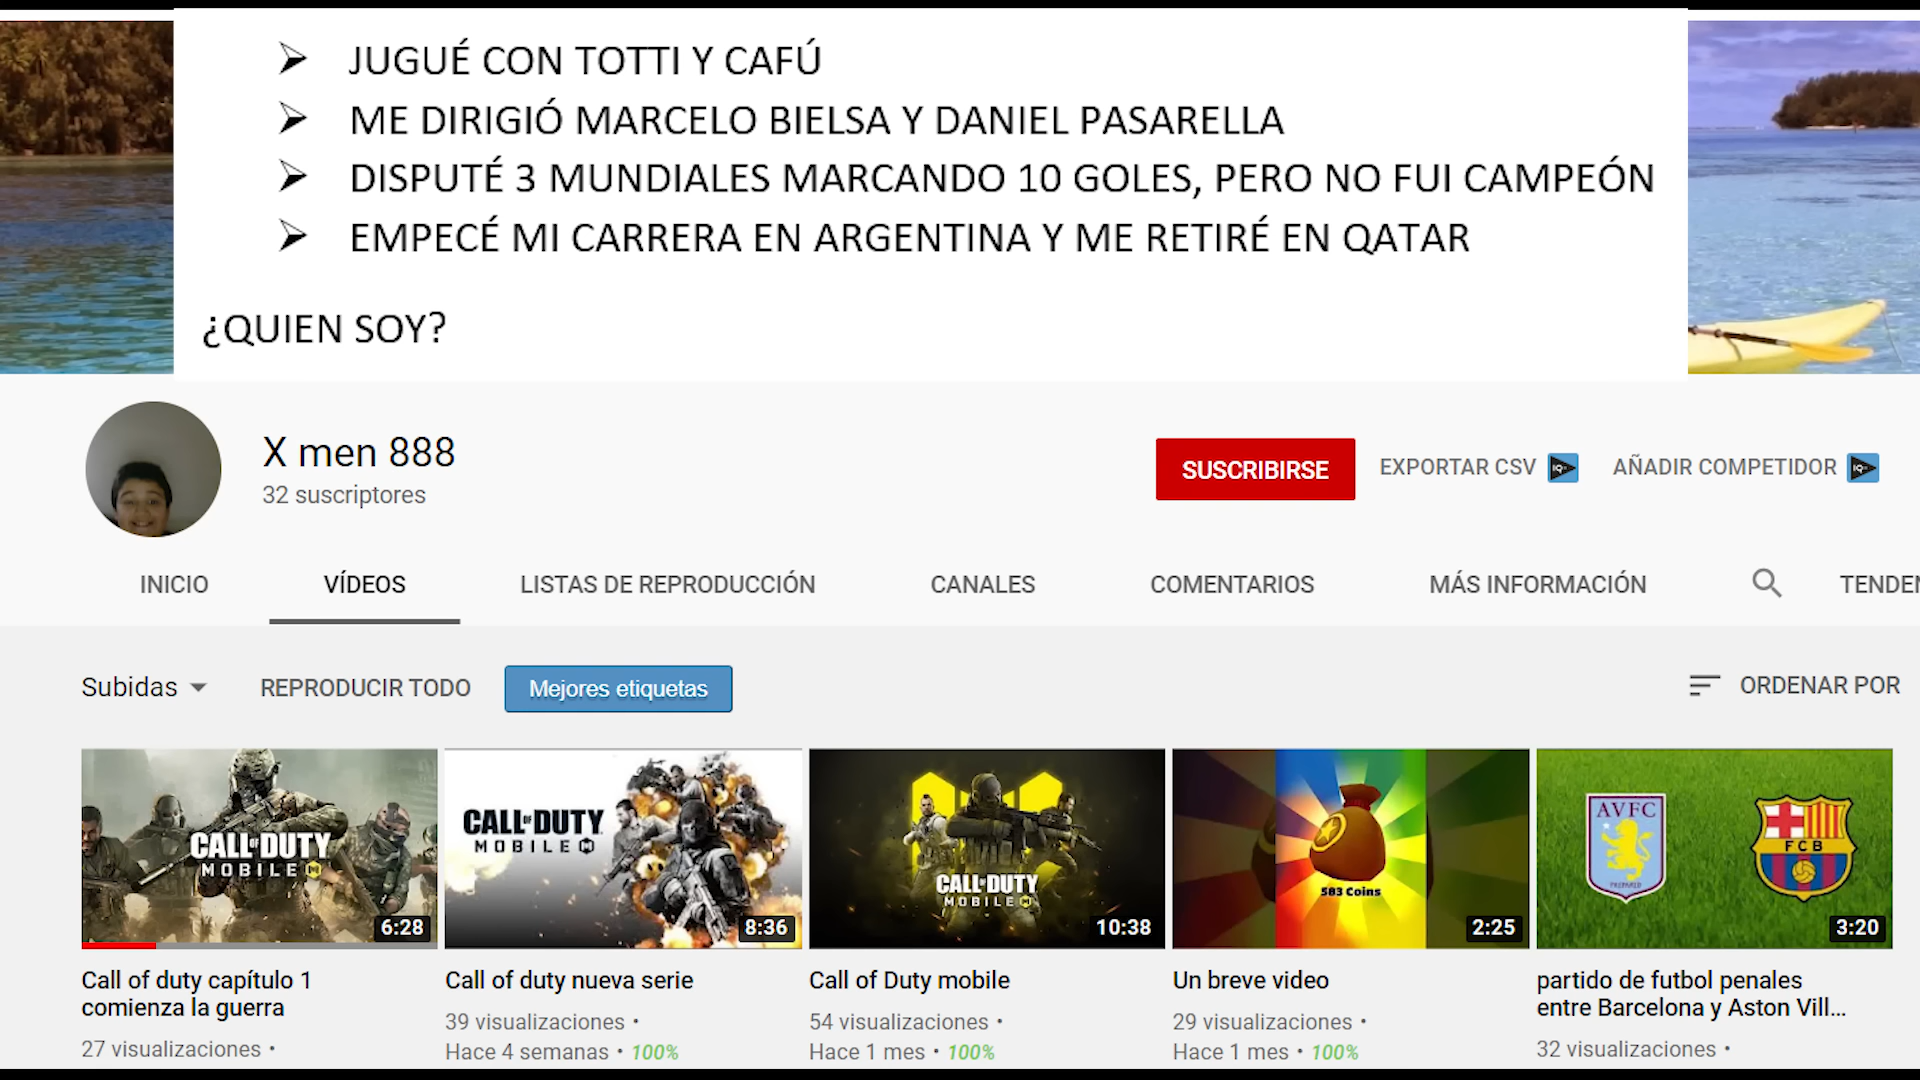 JUGUÉ CON TOTTI Y CAFÚ
ME DIRIGIÓ MARCELO BIELSA Y DANIEL PASARELLA
DISPUTÉ 3 MUNDIALES MARCANDO 10 GOLES, PERO NO FUI CAMPEÓN
EMPECÉ MI CARRERA EN ARGENTINA Y ME RETIRÉ EN QATAR
¿QUIEN SOY?
X men 888
32 suscriptores
SUSCRIBIRSE
EXPORTAR CSV
AÑADIR COMPETIDOR
INICIO
VÍDEOS
LISTAS DE REPRODUCCIÓN
CANALES
COMENTARIOS
MÁS INFORMACIÓN
TENDEN
Subidas
REPRODUCIR TODO
Mejores etiquetas
ORDENAR POR
CALL OF DUTY
MOBILE
6:28
CALL OF DUTY
MOBILE
8:36
CALL OF DUTY
MOBILE
10:38
583 Coins
2:25
AVFC
PREPARED
FCB
3:20
Call of duty capítulo 1
comienza la guerra
27 visualizaciones •
Call of duty nueva serie
39 visualizaciones •
Hace 4 semanas • 100%
Call of Duty mobile
54 visualizaciones •
Hace 1 mes • 100%
Un breve video
29 visualizaciones •
Hace 1 mes • 100%
partido de futbol penales
entre Barcelona y Aston Vill...
32 visualizaciones •